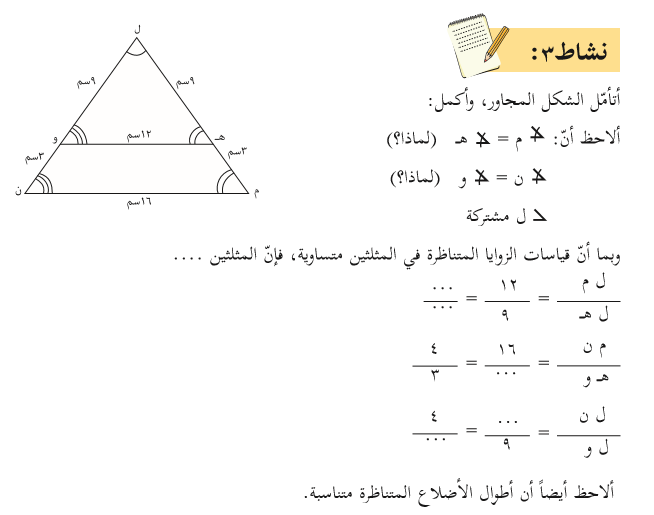 نشاط٣:
أتأمّل الشكل المجاور، وأكمل:
ألاحظ أنّ: ∡ م = ∡ هـ (لماذا؟)
∡ ن = ∡ و (لماذا؟)
∡ ل مشتركة
وبما أنّ قياسات الزوايا المتناظرة في المثلثين متساوية، فإنّ المثلثين ....
ل م / ل هـ = ١٢ / ٩ = ... / ...
م ن / هـ و = ١٦ / ... = ٤ / ٣
ل ن / ل و = ... / ٩ = ٤ / ...
ألاحظ أيضاً أن أطوال الأضلاع المتناظرة متناسبة.
ل
٩سم
٩سم
و
١٢سم
هـ
٣سم
٣سم
ن
م
١٦سم